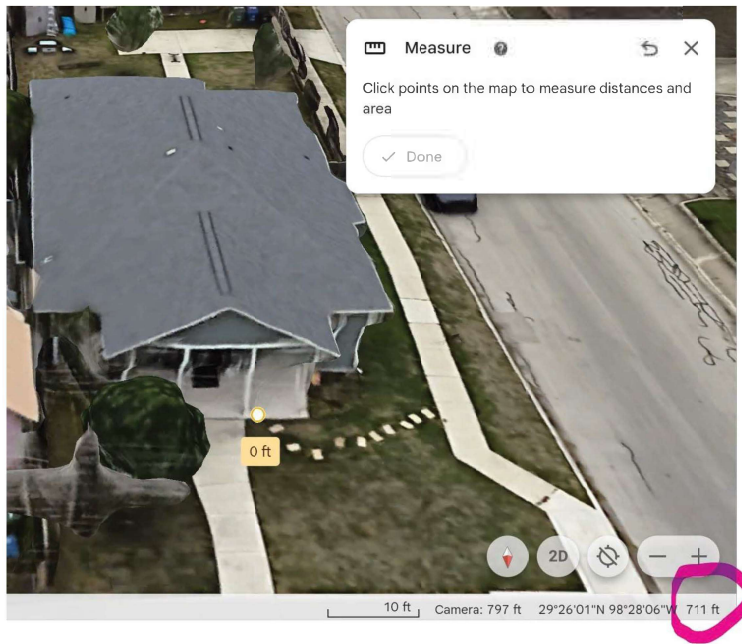 Measure
Click points on the map to measure distances and
area
Done
0 ft
2D
10 ft Camera: 797 ft 29°26'01"N 98°28'06"W 711 ft